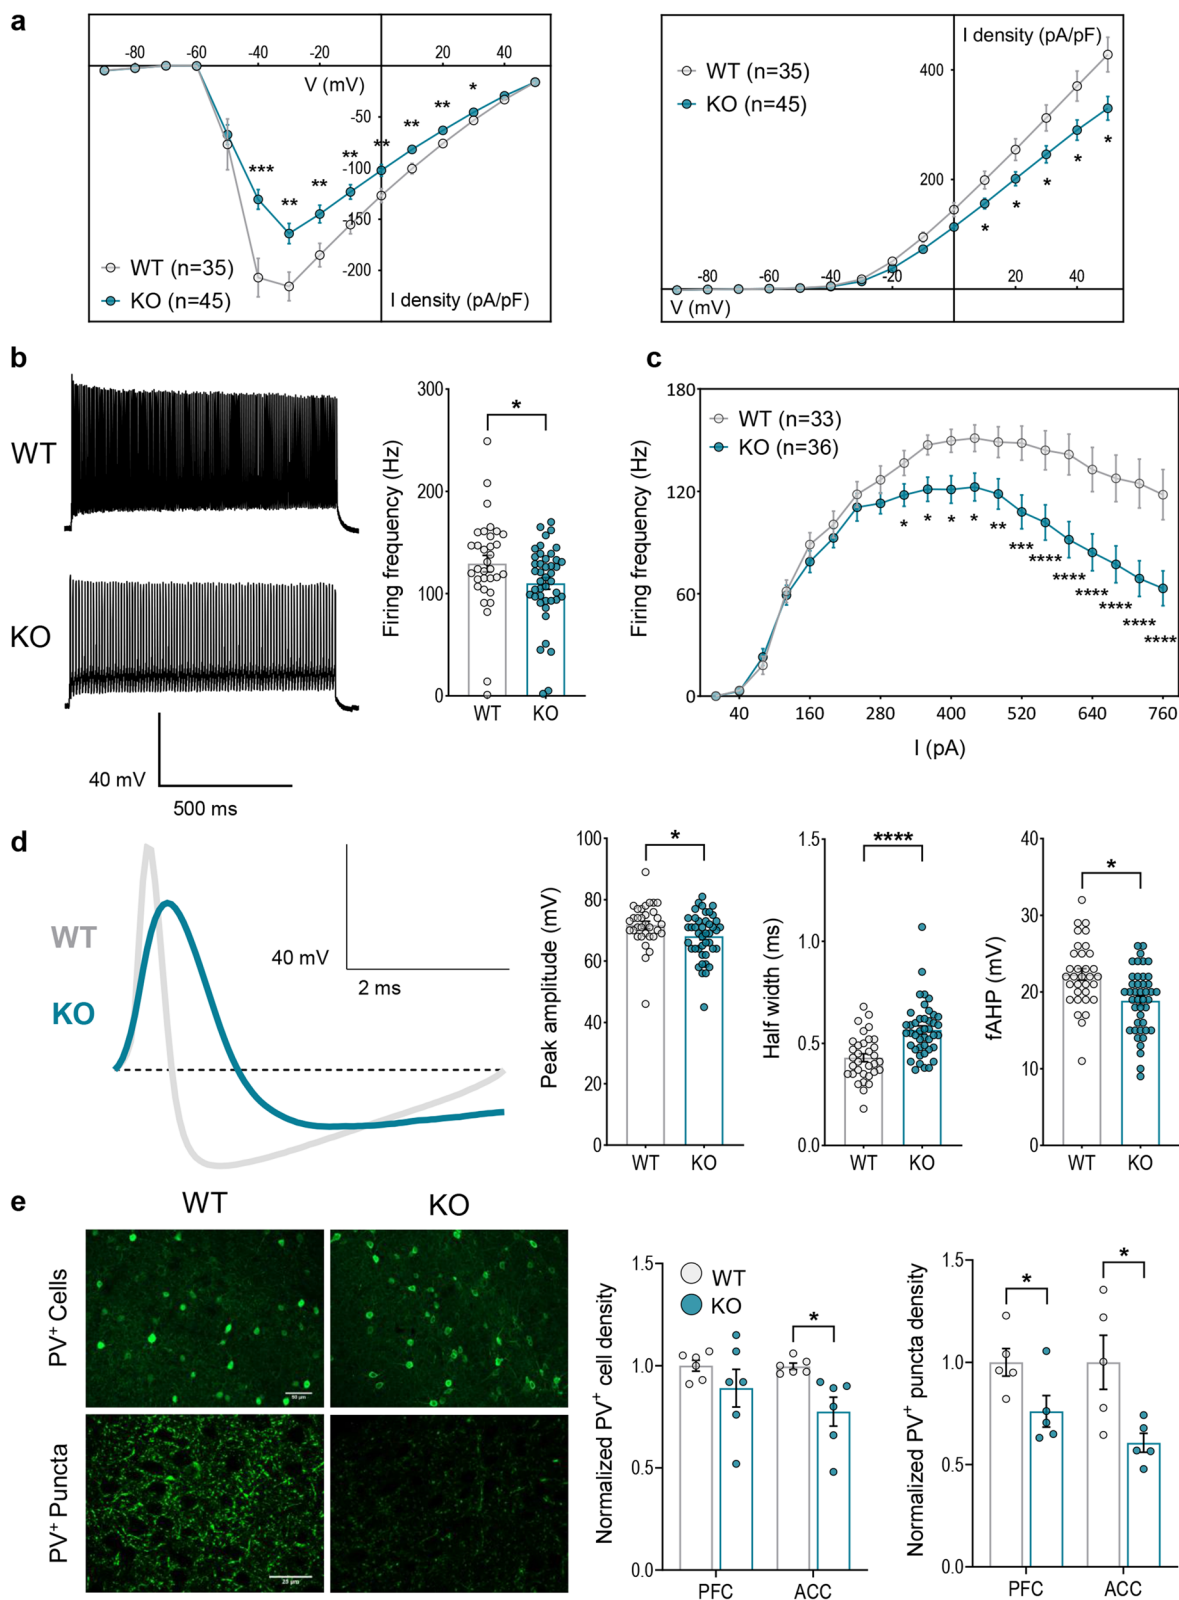 a
-80
-60
-40
-20
20
40
V (mV)
-50
-100
-150
-200
***
**
**
**
**
**
**
*
WT (n=35)
KO (n=45)
I density (pA/pF)
I density (pA/pF)
WT (n=35)
KO (n=45)
400
200
*
*
*
*
*
-80
-60
-40
-20
20
40
V (mV)
b
WT
KO
40 mV
500 ms
Firing frequency (Hz)
300
200
100
0
*
WT
KO
c
Firing frequency (Hz)
180
120
60
0
WT (n=33)
KO (n=36)
*
*
*
*
**
***
****
****
****
****
****
****
40
160
280
400
520
640
760
I (pA)
d
WT
KO
40 mV
2 ms
Peak amplitude (mV)
100
80
60
40
20
0
*
WT
KO
Half width (ms)
1.5
1.0
0.5
0.0
****
WT
KO
fAHP (mV)
40
30
20
10
0
*
WT
KO
e
WT
KO
PV⁺ Cells
PV⁺ Puncta
25 µm
Normalized PV⁺ cell density
1.5
1.0
0.5
0.0
WT
KO
*
PFC
ACC
Normalized PV⁺ puncta density
1.5
1.0
0.5
0.0
*
*
PFC
ACC